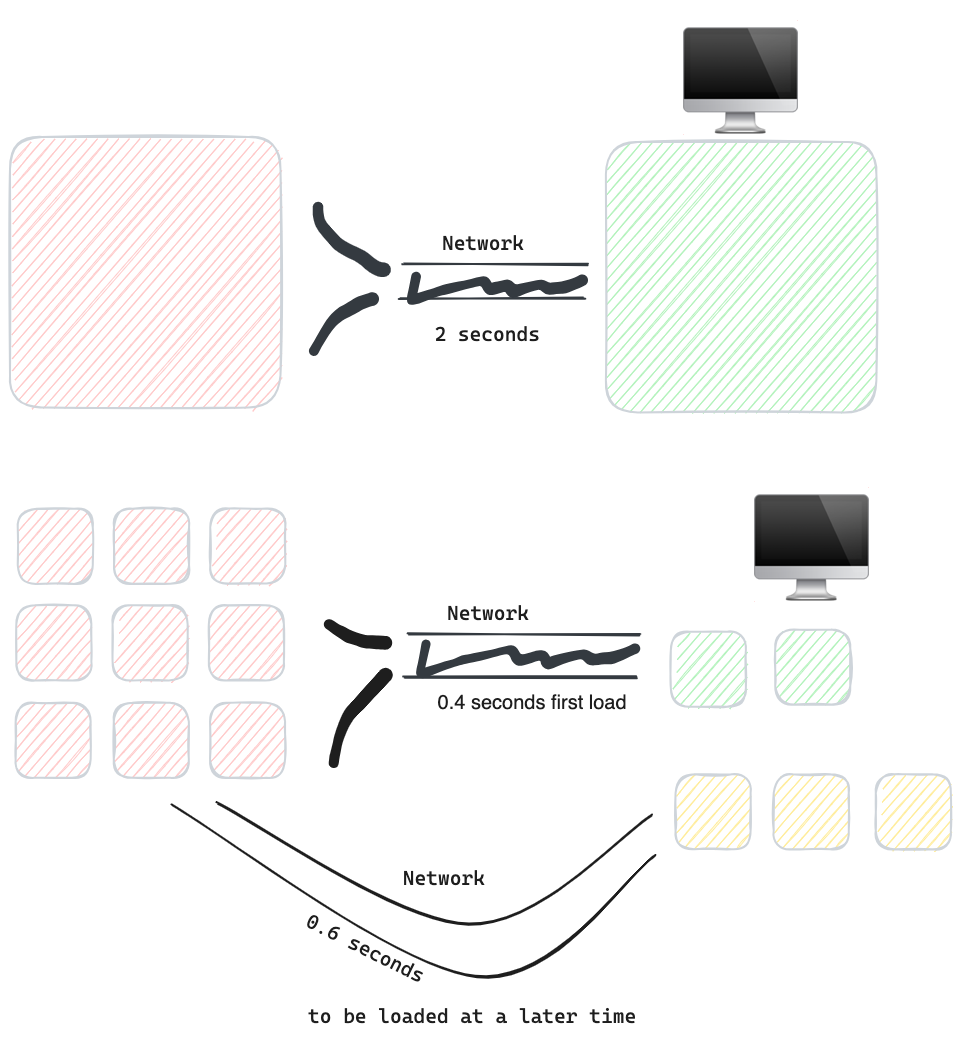 Network
2 seconds
Network
0.4 seconds first load
Network
0.6 seconds
to be loaded at a later time